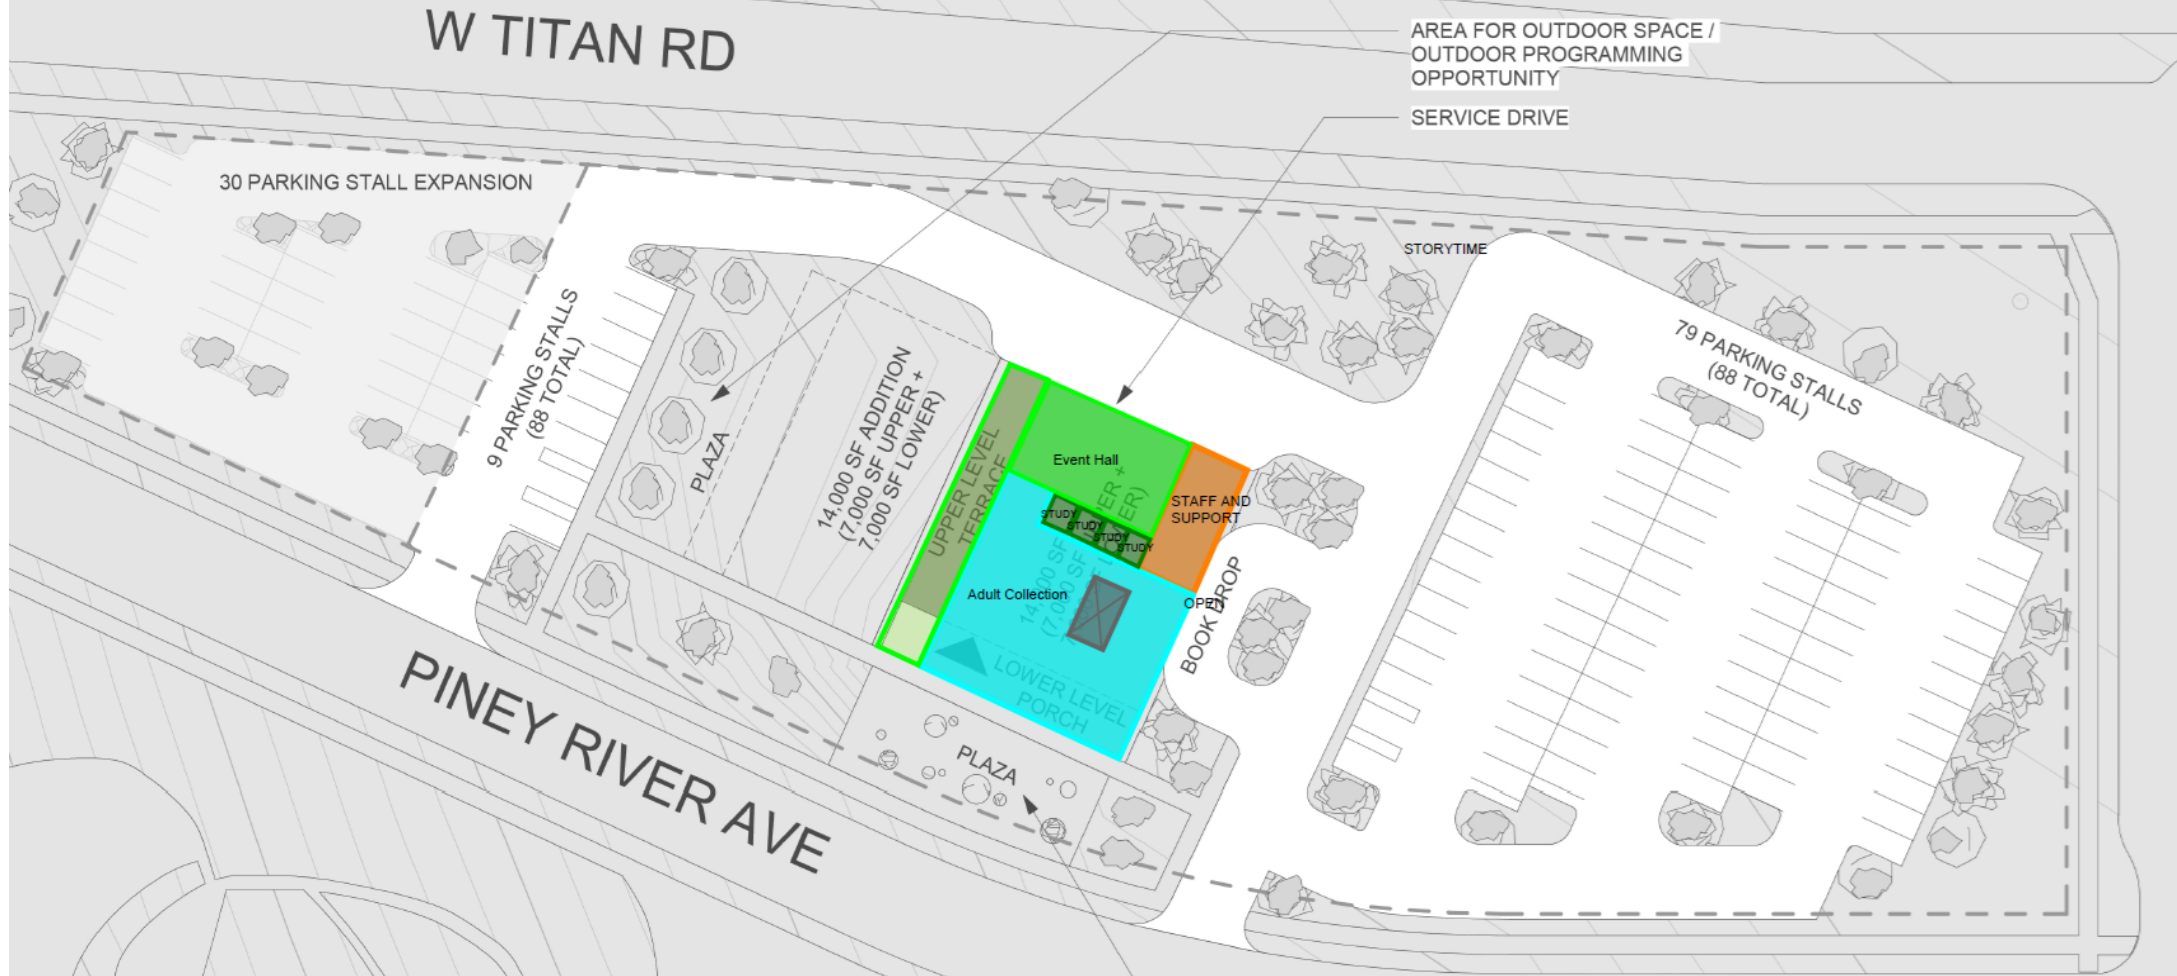 W TITAN RD
AREA FOR OUTDOOR SPACE /
OUTDOOR PROGRAMMING
OPPORTUNITY
SERVICE DRIVE
30 PARKING STALL EXPANSION
STORYTIME
9 PARKING STALLS
(88 TOTAL)
79 PARKING STALLS
(88 TOTAL)
PLAZA
14,000 SF ADDITION
(7,000 SF UPPER +
7,000 SF LOWER)
UPPER LEVEL
TERRACE
Event Hall
STAFF AND
SUPPORT
STUDY
STUDY
STUDY
STUDY
Adult Collection
OPEN
BOOK DROP
LOWER LEVEL
PORCH
PLAZA
PINEY RIVER AVE